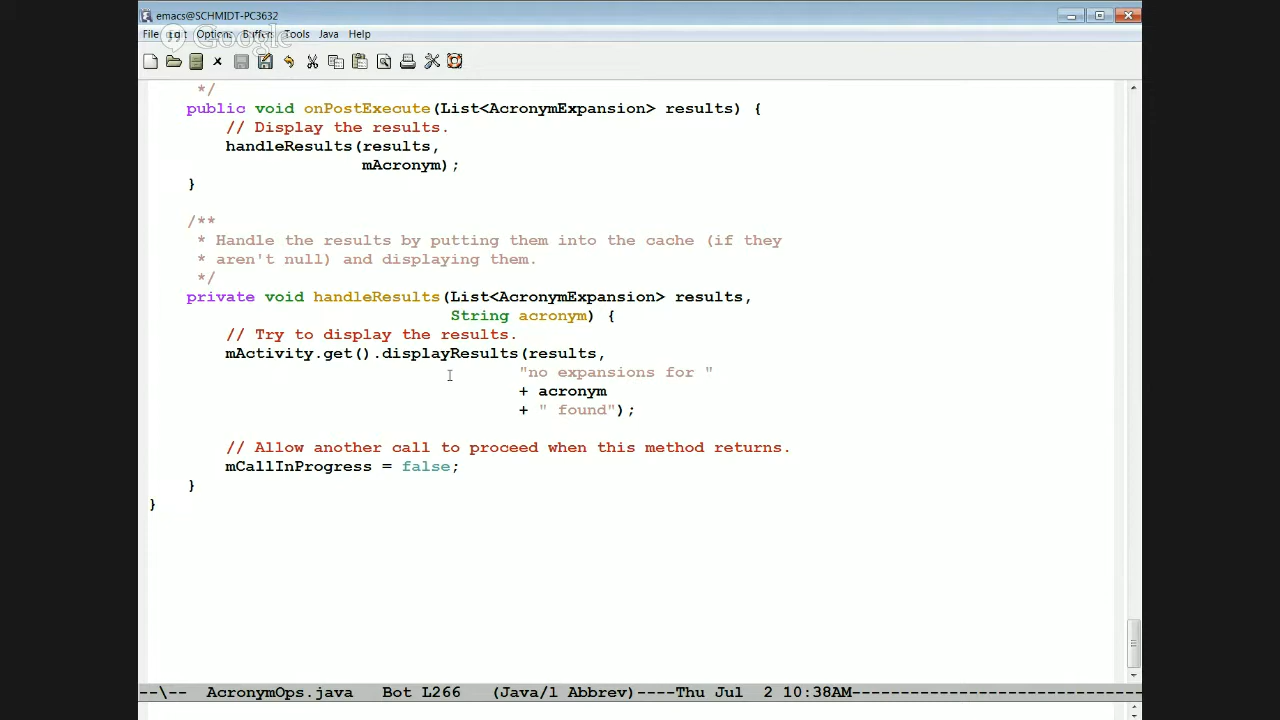 emacs@SCHMIDT-PC3632
File Edit Options Buffers Tools Java Help
Google
*/
public void onPostExecute(List<AcronymExpansion> results) {
// Display the results.
handleResults(results,
mAcronym);
}
/**
* Handle the results by putting them into the cache (if they
* aren't null) and displaying them.
*/
private void handleResults(List<AcronymExpansion> results,
String acronym) {
// Try to display the results.
mActivity.get().displayResults(results,
"no expansions for "
+ acronym
+ " found");
// Allow another call to proceed when this method returns.
mCallInProgress = false;
}
}
--\-- AcronymOps.java Bot L266 (Java/l Abbrev)----Thu Jul 2 10:38AM------------------------------